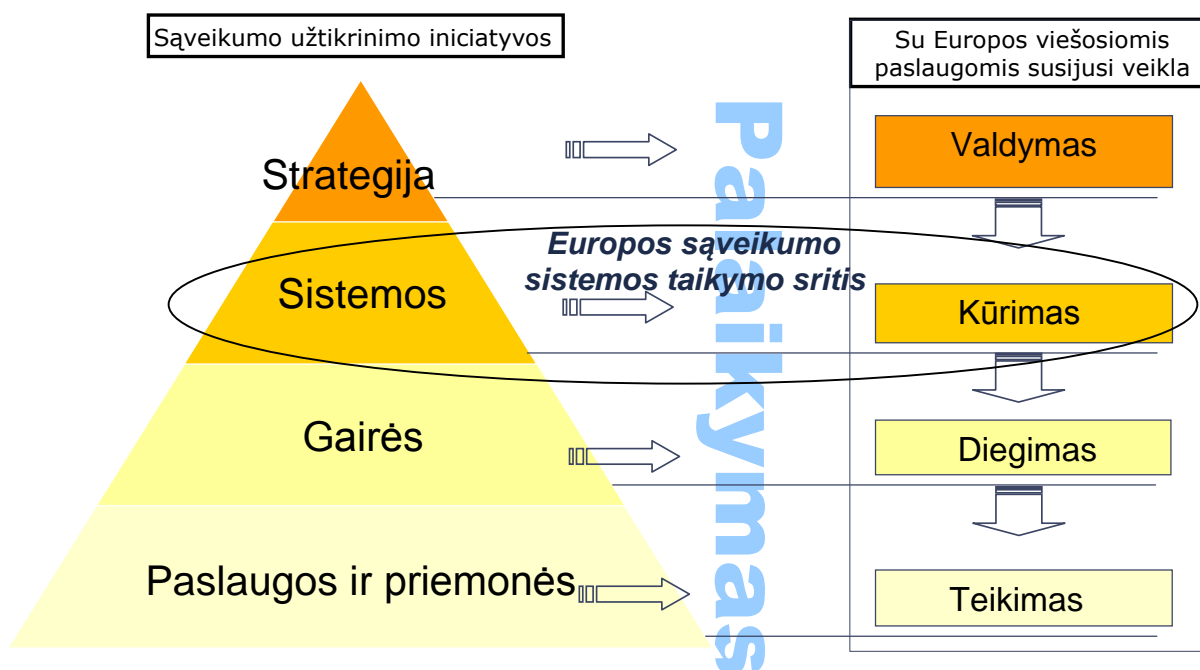 Sąveikumo užtikrinimo iniciatyvos
Su Europos viešosiomis
paslaugomis susijusi veikla
Strategija
Valdymas
Europos sąveikumo
sistemos taikymo sritis
Sistemos
Kūrimas
Gairės
Diegimas
Paslaugos ir priemonės
Teikimas
Palaikymas